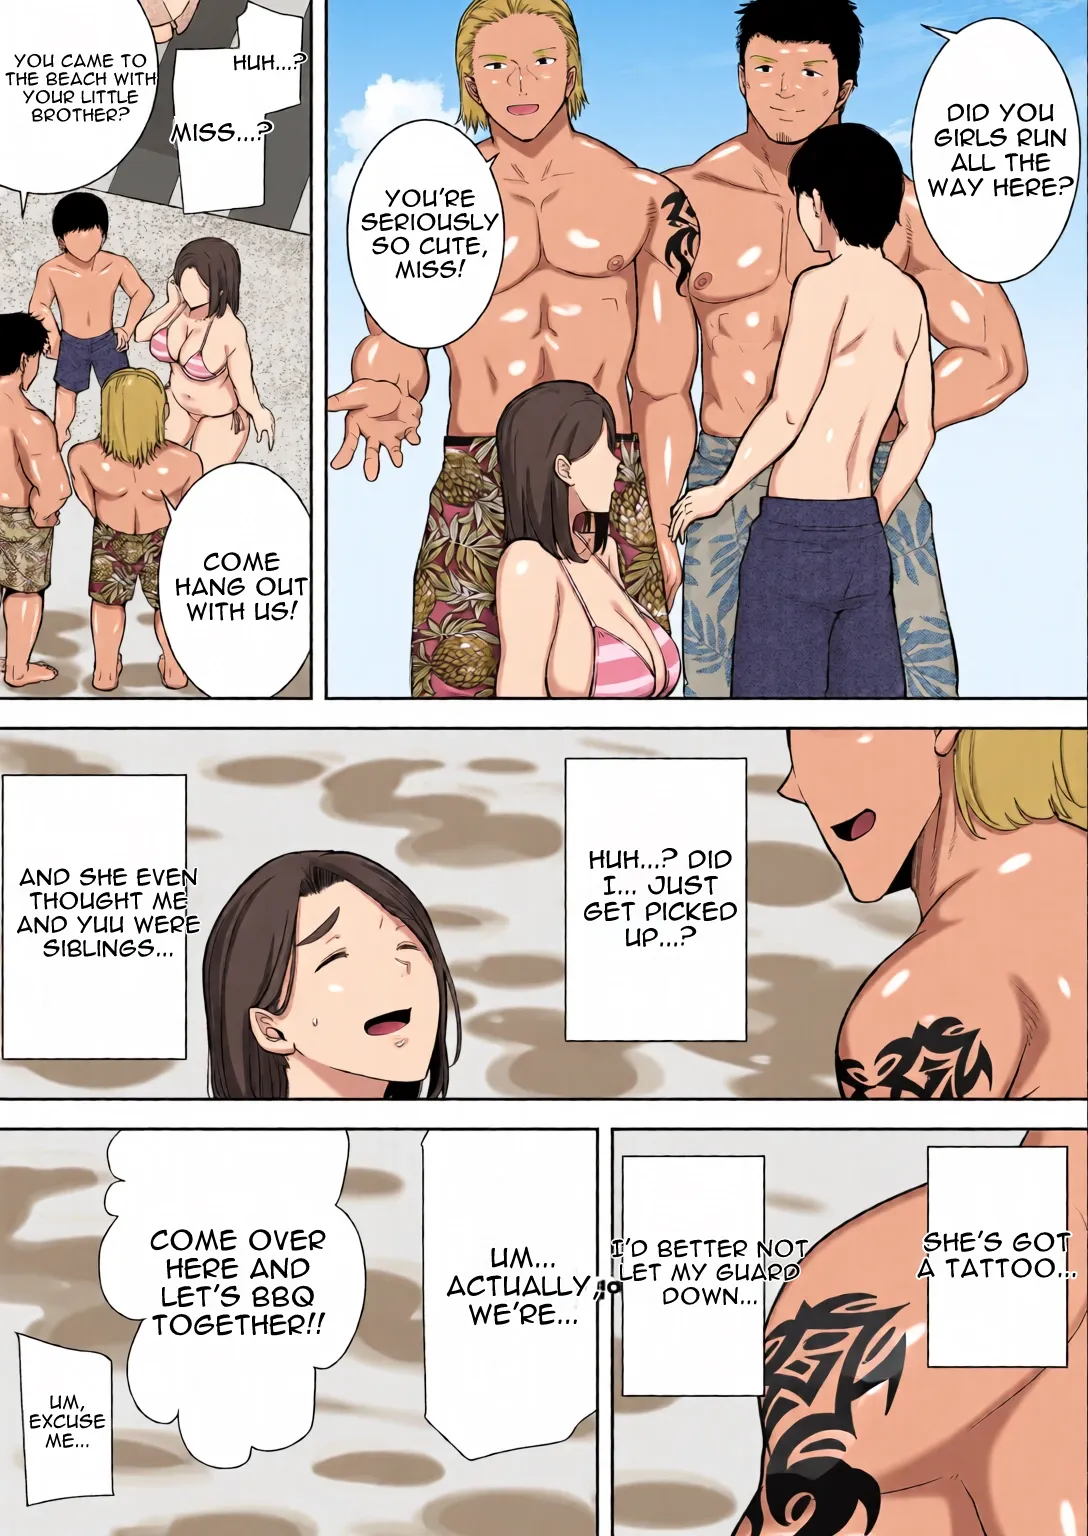 YOU CAME TO
THE BEACH WITH
YOUR LITTLE
BROTHER?
HUH...?
MISS...?
COME
HANG OUT
WITH US!
YOU'RE
SERIOUSLY
SO CUTE,
MISS!
DID YOU
GIRLS RUN
ALL THE
WAY HERE?
AND SHE EVEN
THOUGHT ME
AND YUU WERE
SIBLINGS...
HUH...? DID
I... JUST
GET PICKED
UP...?
UM,
EXCUSE
ME...
COME OVER
HERE AND
LET'S BBQ
TOGETHER!!
UM...
ACTUALLY,
WE'RE...
I'D BETTER NOT
LET MY GUARD
DOWN...
SHE'S GOT
A TATTOO...